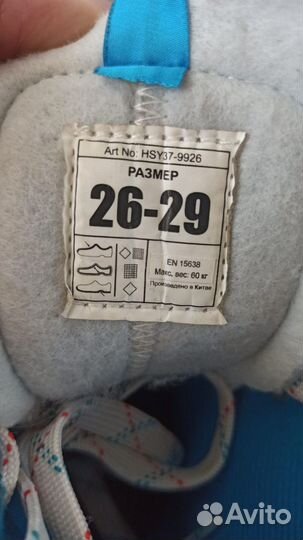 Art No: HSY37-9926
РАЗМЕР
26-29
EN 15638
Макс. вес: 60 кг
Произведено в Китае
Avito